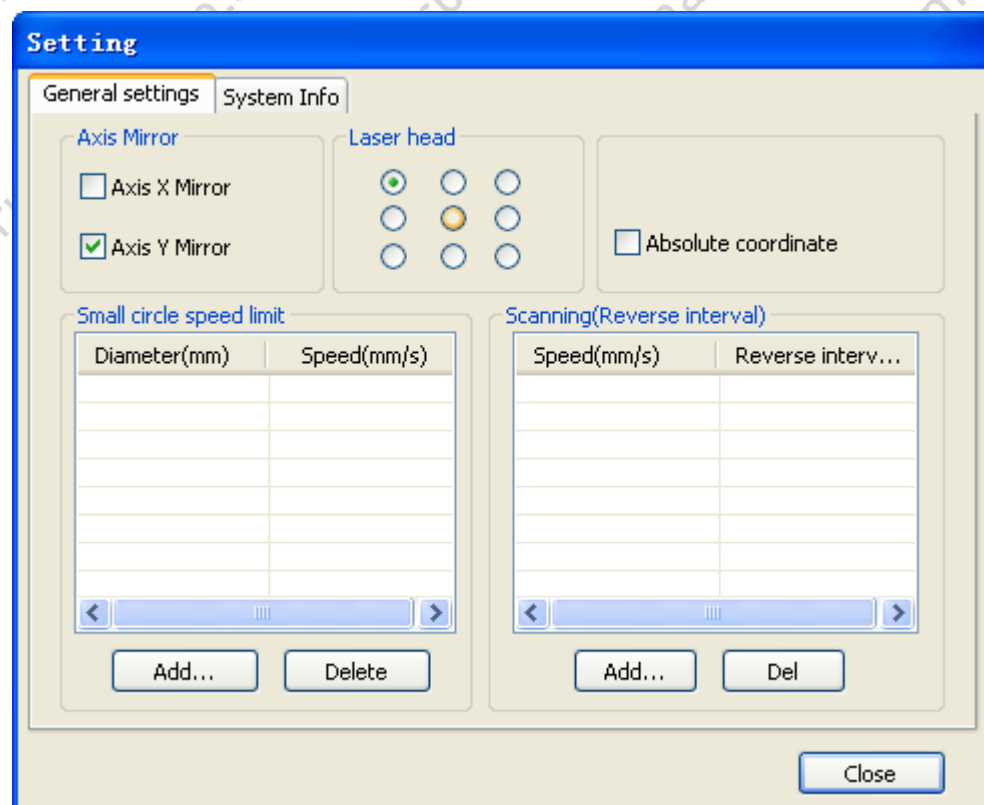 Setting
General settings System Info
Axis Mirror
Axis X Mirror
Axis Y Mirror
Laser head
Absolute coordinate
Small circle speed limit
Diameter(mm) Speed(mm/s)
Add... Delete
Scanning(Reverse interval)
Speed(mm/s) Reverse interv...
Add... Del
Close